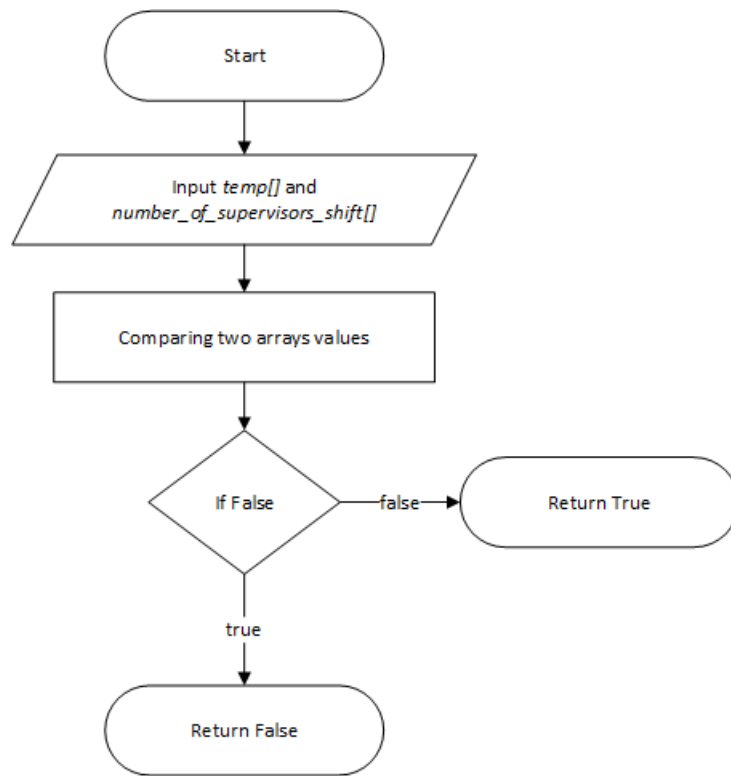 Start
Input temp[] and
number_of_supervisors_shift[]
Comparing two arrays values
If False
false
Return True
true
Return False